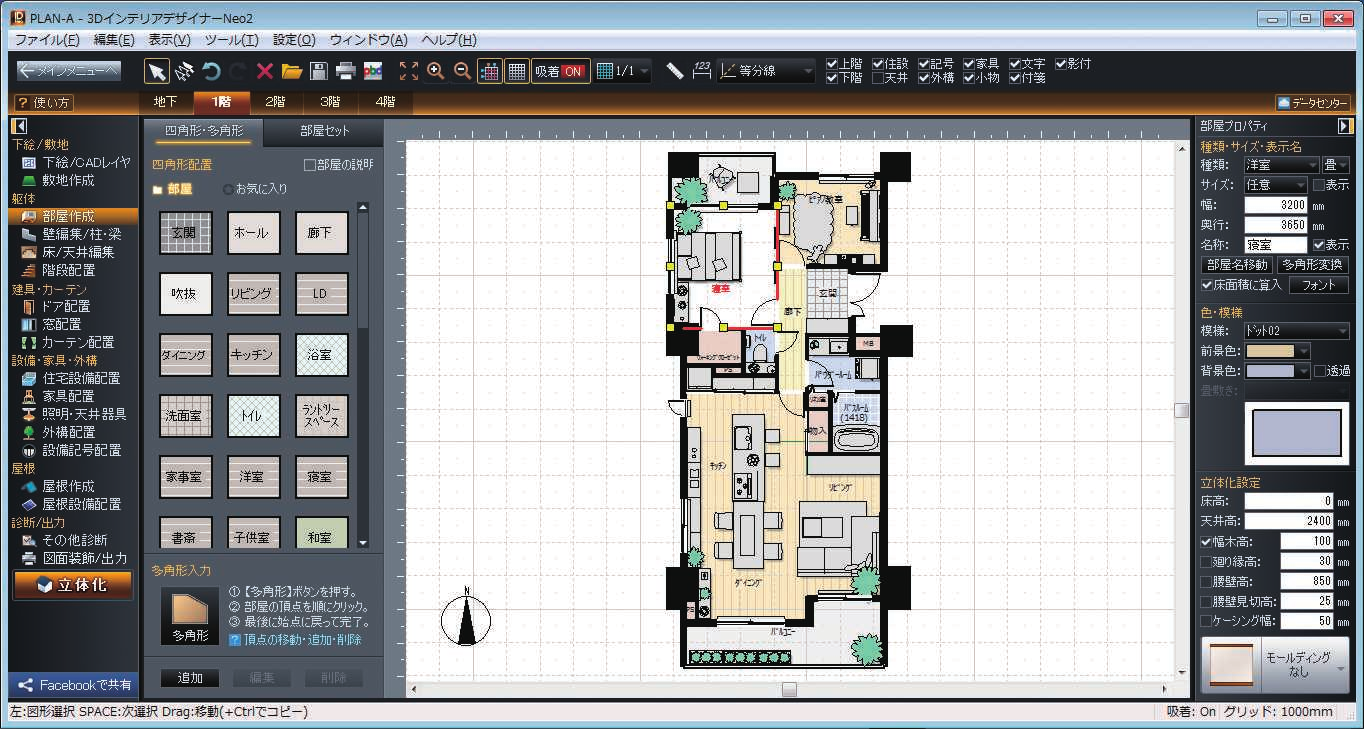 PLAN-A - 3DインテリアデザイナーNeo2
ファイル(F) 編集(E) 表示(V) ツール(T) 設定(O) ウィンドウ(A) ヘルプ(H)
メインメニューへ
吸着 ON
1/1
123
等分線
上階 住設 記号 家具 文字 影付
下階 天井 外構 小物 付箋
? 使い方
地下 1階 2階 3階 4階
データセンター
下絵/敷地
下絵/CADレイヤ
敷地作成
躯体
部屋作成
壁編集/柱・梁
床/天井編集
階段配置
建具・カーテン
ドア配置
窓配置
カーテン配置
設備・家具・外構
住宅設備配置
家具配置
照明・天井器具
外構配置
設備記号配置
屋根
屋根作成
屋根設備配置
診断/出力
その他診断
図面装飾/出力
立体化
Facebookで共有
四角形・多角形 部屋セット
四角形配置 部屋の説明
部屋 お気に入り
玄関 ホール 廊下
吹抜 リビング LD
ダイニング キッチン 浴室
洗面室 トイレ ランドリースペース
家事室 洋室 寝室
書斎 子供室 和室
多角形入力
多角形
① 【多角形】ボタンを押す。
② 部屋の頂点を順にクリック。
③ 最後に始点に戻って完了。
? 頂点の移動・追加・削除
追加 編集 削除
バルコニー
ピアノ教室
寝室
玄関
廊下
トイレ
ウォーキングクローゼット
MB
PS
パウダールーム
バスルーム
(1418)
物入
キッチン
リビング
ダイニング
PS
バルコニー
N
部屋プロパティ
種類・サイズ・表示名
種類: 洋室 畳
サイズ: 任意 表示
幅: 3200 mm
奥行: 3650 mm
名称: 寝室 表示
部屋名移動 多角形変換
床面積に算入 フォント
色・模様
模様: ドット02
前景色:
背景色: 透過
畳敷き:
立体化設定
床高: 0 mm
天井高: 2400 mm
幅木高: 100 mm
廻り縁高: 30 mm
腰壁高: 850 mm
腰壁見切高: 25 mm
ケーシング幅: 50 mm
モールディング
なし
左:図形選択 SPACE:次選択 Drag:移動(+Ctrlでコピー)
吸着: On グリッド: 1000mm